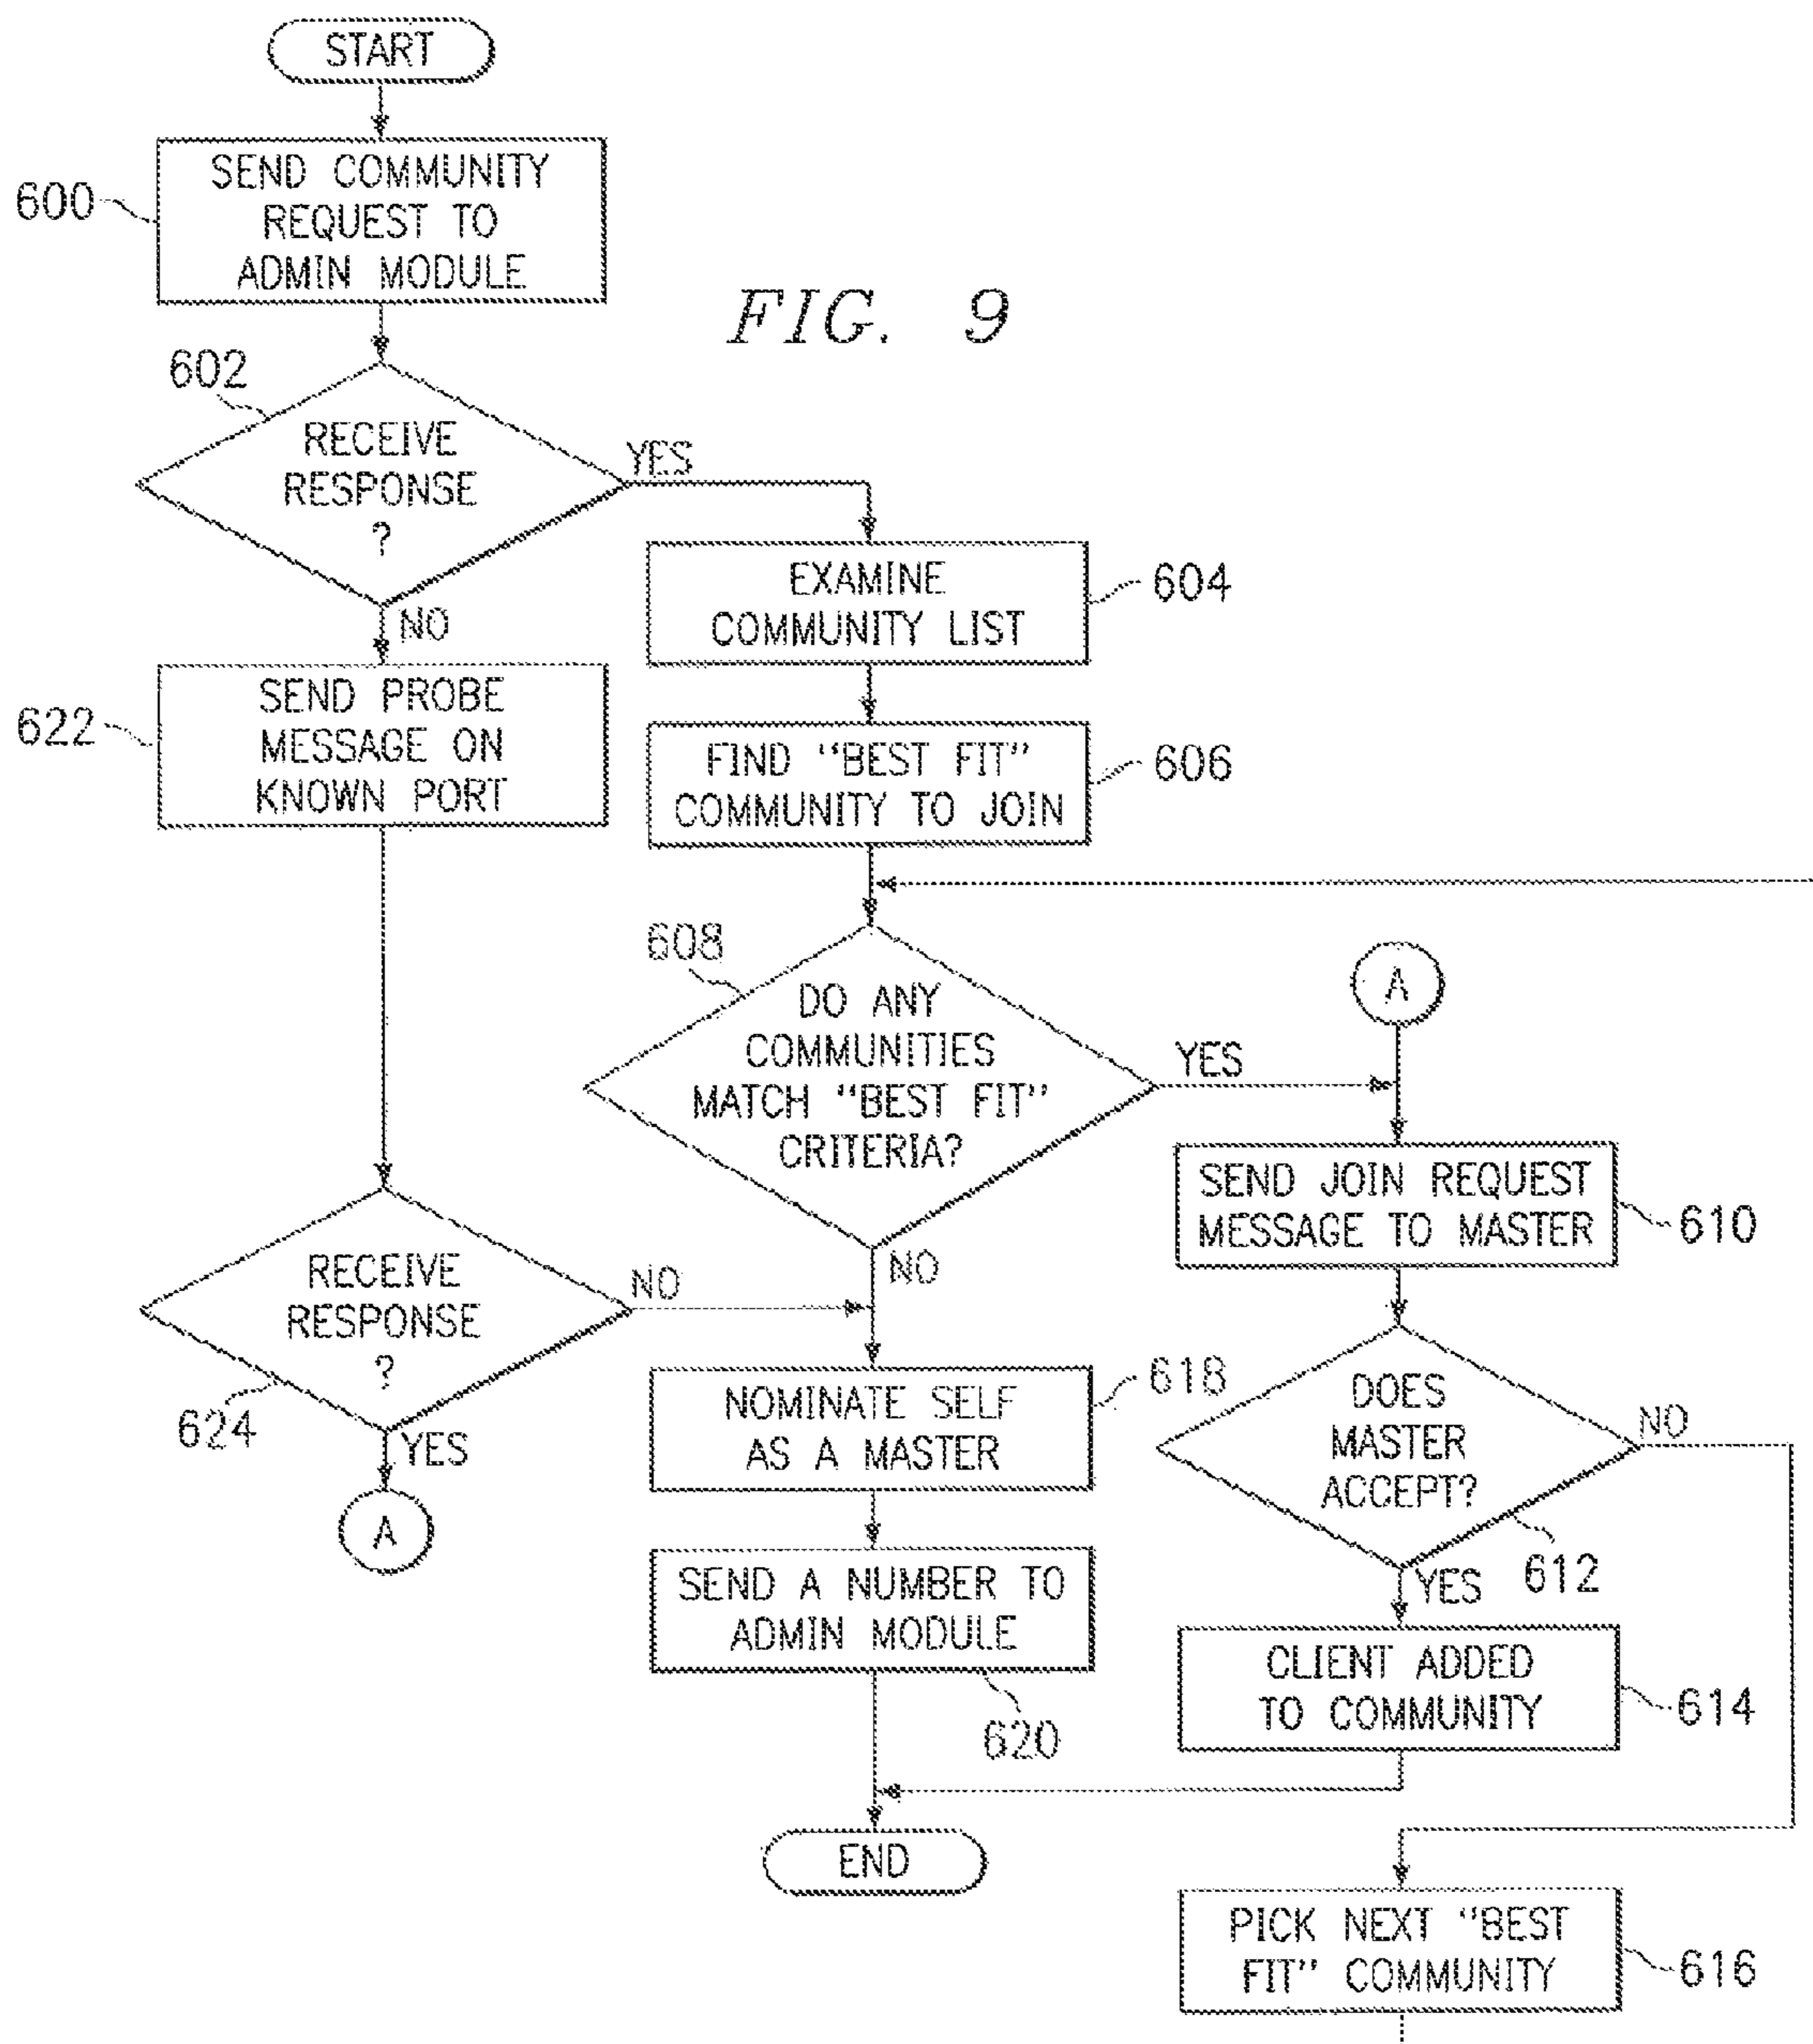 START
600
SEND COMMUNITY
REQUEST TO
ADMIN MODULE
FIG. 9
602
RECEIVE
RESPONSE
?
YES
NO
EXAMINE
COMMUNITY LIST
604
622
SEND PROBE
MESSAGE ON
KNOWN PORT
FIND "BEST FIT"
COMMUNITY TO JOIN
606
608
DO ANY
COMMUNITIES
MATCH "BEST FIT"
CRITERIA?
YES
NO
A
SEND JOIN REQUEST
MESSAGE TO MASTER
610
RECEIVE
RESPONSE
?
NO
624
YES
A
NOMINATE SELF
AS A MASTER
618
DOES
MASTER
ACCEPT?
NO
612
YES
SEND A NUMBER TO
ADMIN MODULE
620
CLIENT ADDED
TO COMMUNITY
614
END
PICK NEXT "BEST
FIT" COMMUNITY
616